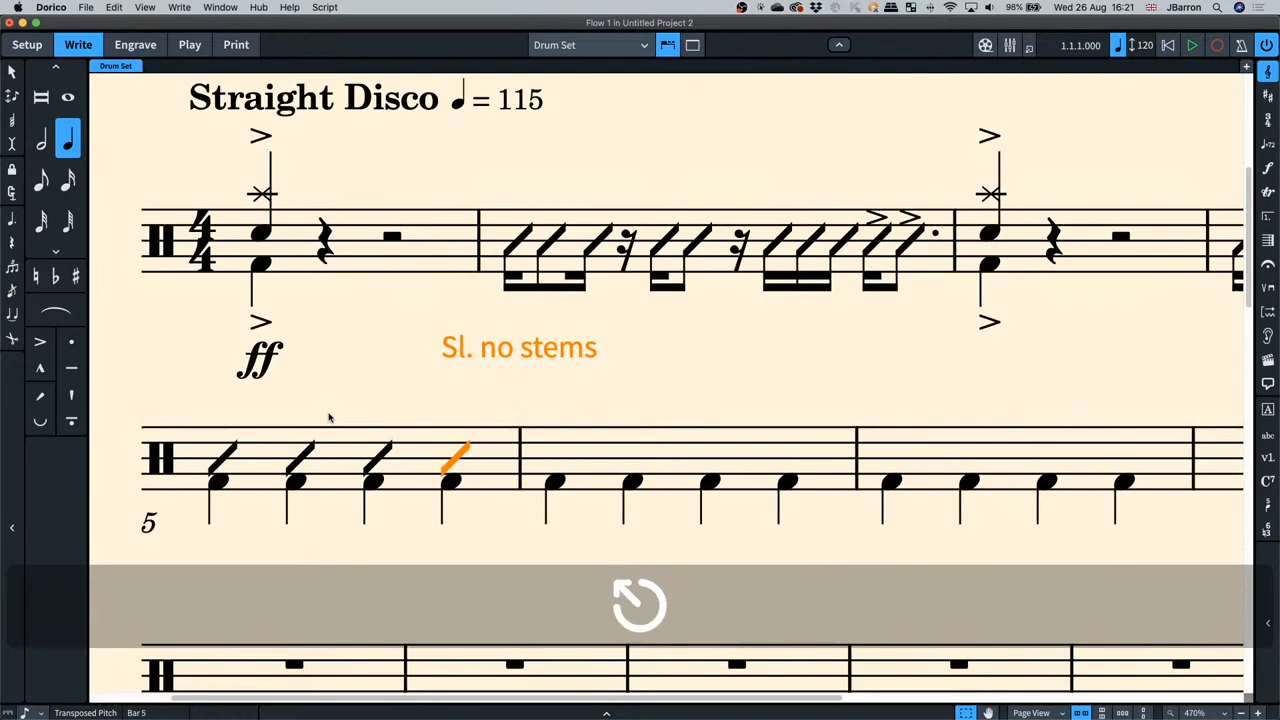 Dorico File Edit View Write Window Hub Help Script 98% Wed 26 Aug 16:21 JBarron
Flow 1 in Untitled Project 2
Setup Write Engrave Play Print Drum Set 1.1.1.000 120
Drum Set
Straight Disco = 115
4
4
ff
Sl. no stems
5
Transposed Pitch Bar 5 Page View 470%